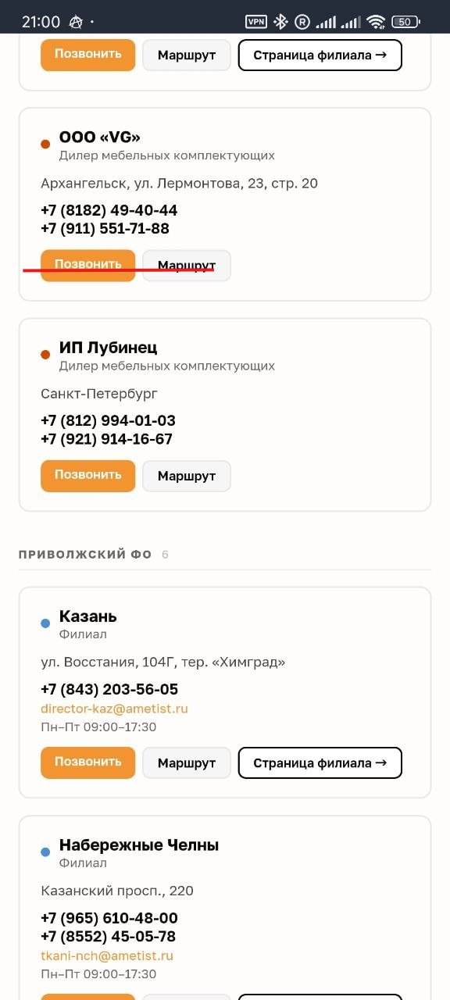 21:00
VPN
R
50
Позвонить Маршрут Страница филиала →
ООО «VG»
Дилер мебельных комплектующих
Архангельск, ул. Лермонтова, 23, стр. 20
+7 (8182) 49-40-44
+7 (911) 551-71-88
Позвонить Маршрут
ИП Лубинец
Дилер мебельных комплектующих
Санкт-Петербург
+7 (812) 994-01-03
+7 (921) 914-16-67
Позвонить Маршрут
ПРИВОЛЖСКИЙ ФО 6
Казань
Филиал
ул. Восстания, 104Г, тер. «Химград»
+7 (843) 203-56-05
director-kaz@ametist.ru
Пн–Пт 09:00–17:30
Позвонить Маршрут Страница филиала →
Набережные Челны
Филиал
Казанский просп., 220
+7 (965) 610-48-00
+7 (8552) 45-05-78
tkani-nch@ametist.ru
Пн–Пт 09:00–17:30